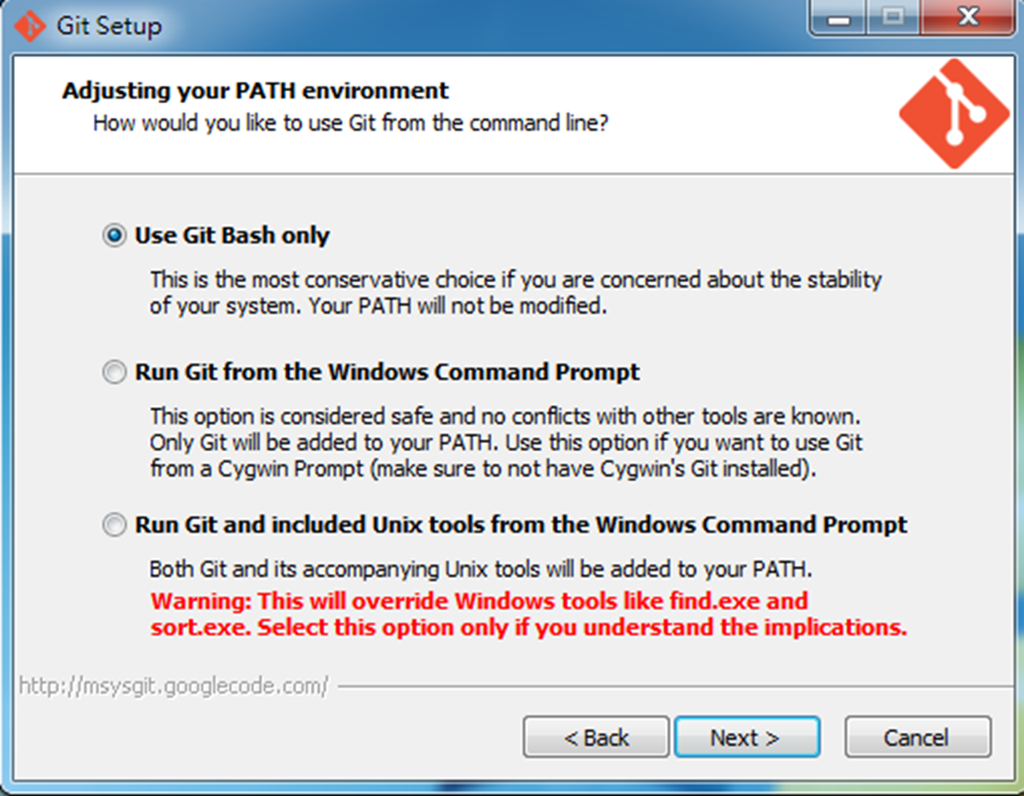 Git Setup
Adjusting your PATH environment
How would you like to use Git from the command line?
Use Git Bash only
This is the most conservative choice if you are concerned about the stability
of your system. Your PATH will not be modified.
Run Git from the Windows Command Prompt
This option is considered safe and no conflicts with other tools are known.
Only Git will be added to your PATH. Use this option if you want to use Git
from a Cygwin Prompt (make sure to not have Cygwin's Git installed).
Run Git and included Unix tools from the Windows Command Prompt
Both Git and its accompanying Unix tools will be added to your PATH.
Warning: This will override Windows tools like find.exe and
sort.exe. Select this option only if you understand the implications.
http://msysgit.googlecode.com/
< Back Next > Cancel